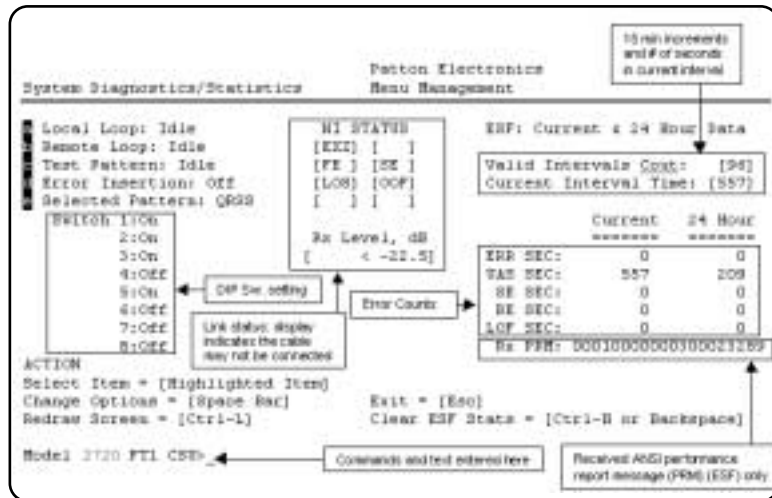 15 min increments
and # of seconds
in current interval
Patton Electronics
System Diagnostics/Statistics Menu Management
Local Loop: Idle
Remote Loop: Idle
Test Pattern: Idle
Error Insertion: Off
Selected Pattern: QRSS
NI STATUS
[EXZ] [ ]
[FE ] [SE ]
[LOS] [OOF]
[ ] [ ]
Rx Level, dB
[ < -22.5]
ESF: Current & 24 Hour Data
Valid Intervals Cout: [96]
Current Interval Time: [557]
Switch 1:On
2:On
3:On
4:Off
5:On
6:Off
7:Off
8:Off
DIP Sw. setting
Link status: display
indicates the cable
may not be connected
Error Counts
Current 24 Hour
======= =======
ERR SEC: 0 0
UAS SEC: 557 209
SE SEC: 0 0
BE SEC: 0 0
LOF SEC: 0 0
Rx PRM:
ACTION
Select Item = [Highlighted Item]
Change Options = [Space Bar] Exit = [Esc]
Redraw Screen = [Ctrl-L] Clear ESF Stats = [Ctrl-H or Backspace]
Model 2720 FT1 CSU>_
Commands and text entered here
Received ANSI performance
report message (PRM) (ESF) only